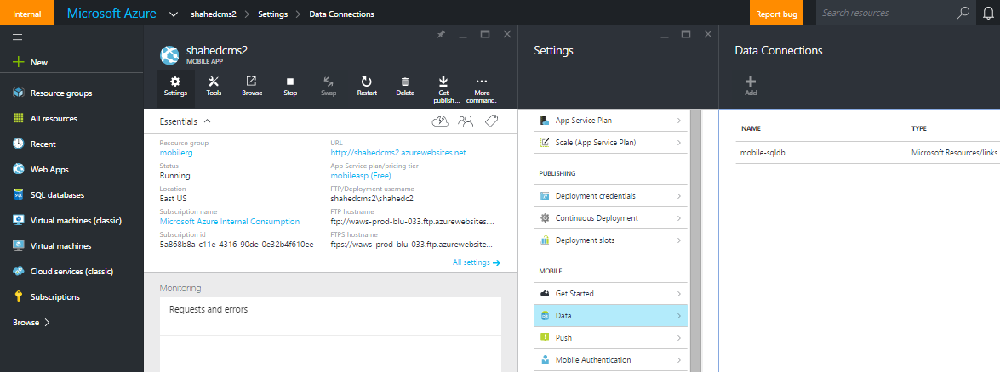 Internal
Microsoft Azure
shahedcms2 > Settings > Data Connections
Report bug
Search resources
New
Resource groups
All resources
Recent
Web Apps
SQL databases
Virtual machines (classic)
Virtual machines
Cloud services (classic)
Subscriptions
Browse >
shahedcms2
MOBILE APP
Settings
Tools
Browse
Stop
Swap
Restart
Delete
Get publish...
More commanc..
Essentials
Resource group
mobilerg
Status
Running
Location
East US
Subscription name
Microsoft Azure Internal Consumption
Subscription id
5a868b8a-c11e-4316-90de-0e32b4f610ee
URL
http://shahedcms2.azurewebsites.net
App Service plan/pricing tier
mobileasp (Free)
FTP/Deployment username
shahedcms2\shahedc2
FTP hostname
ftp://waws-prod-blu-033.ftp.azurewebsites....
FTPS hostname
ftps://waws-prod-blu-033.ftp.azurewebsite...
All settings
Monitoring
Requests and errors
Settings
App Service Plan
Scale (App Service Plan)
PUBLISHING
Deployment credentials
Continuous Deployment
Deployment slots
MOBILE
Get Started
Data
Push
Mobile Authentication
Data Connections
Add
NAME TYPE
mobile-sqldb Microsoft.Resources/links